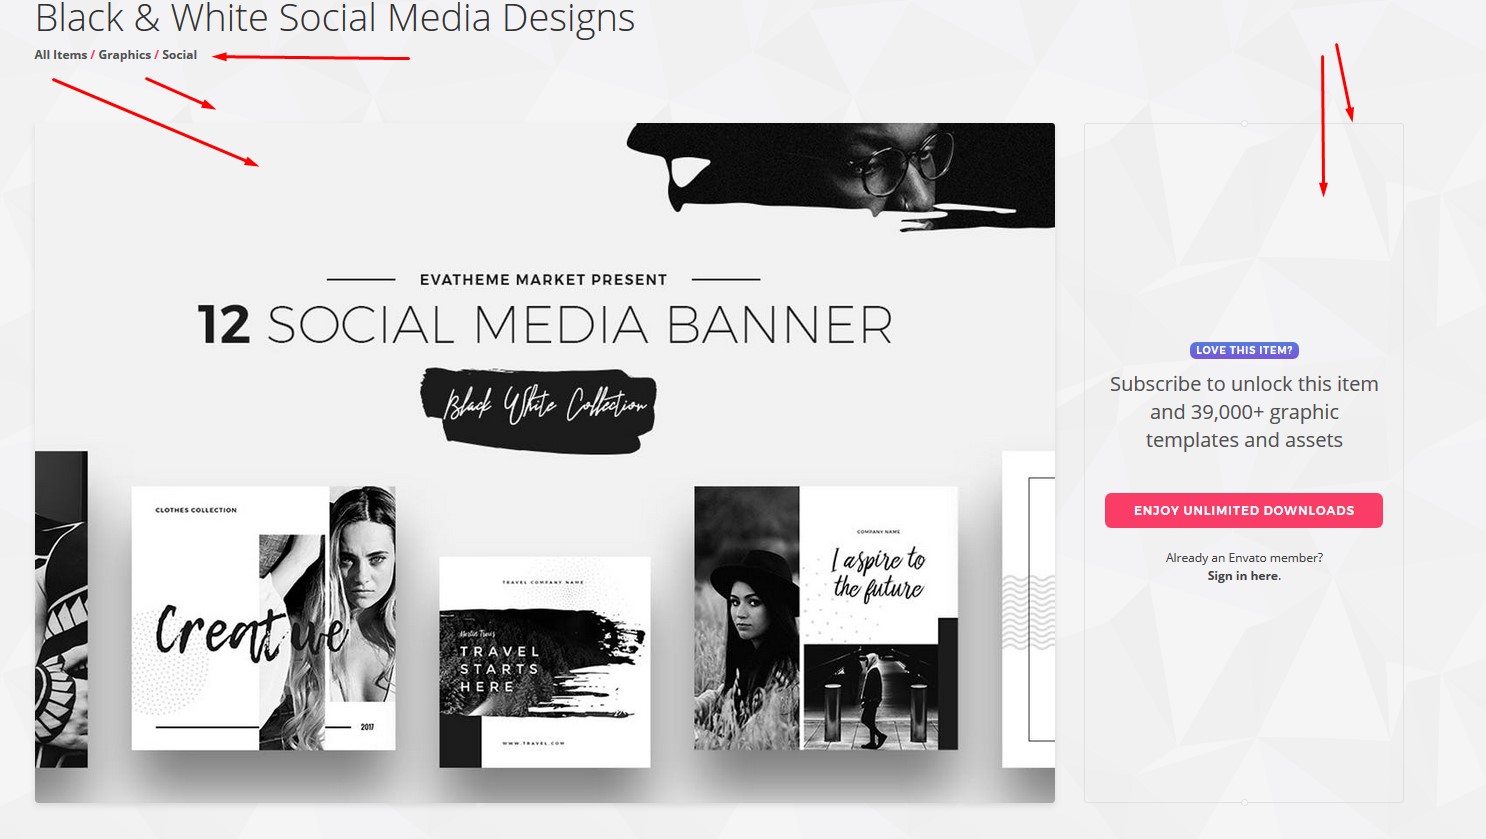 Black & White Social Media Designs
All Items / Graphics / Social
EVATHEME MARKET PRESENT
12 SOCIAL MEDIA BANNER
Black White Collection
CLOTHES COLLECTION
Creative
2017
TRAVEL COMPANY NAME
TRAVEL
STARTS
HERE
WWW.TRAVEL.COM
COMPANY NAME
I aspire to
the future
LOVE THIS ITEM?
Subscribe to unlock this item
and 39,000+ graphic
templates and assets
ENJOY UNLIMITED DOWNLOADS
Already an Envato member?
Sign in here.